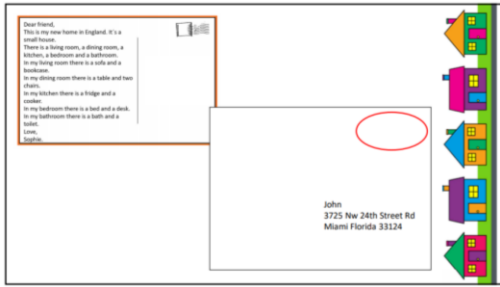 Dear friend,
This is my new home in England. It's a
small house.
There is a living room, a dining room, a
kitchen, a bedroom and a bathroom.
In my living room there is a sofa and a
bookcase.
In my dining room there is a table and two
chairs.
In my kitchen there is a fridge and a
cooker.
In my bedroom there is a bed and a desk.
In my bathroom there is a bath and a
toilet.
Love,
Sophie.
John
3725 Nw 24th Street Rd
Miami Florida 33124